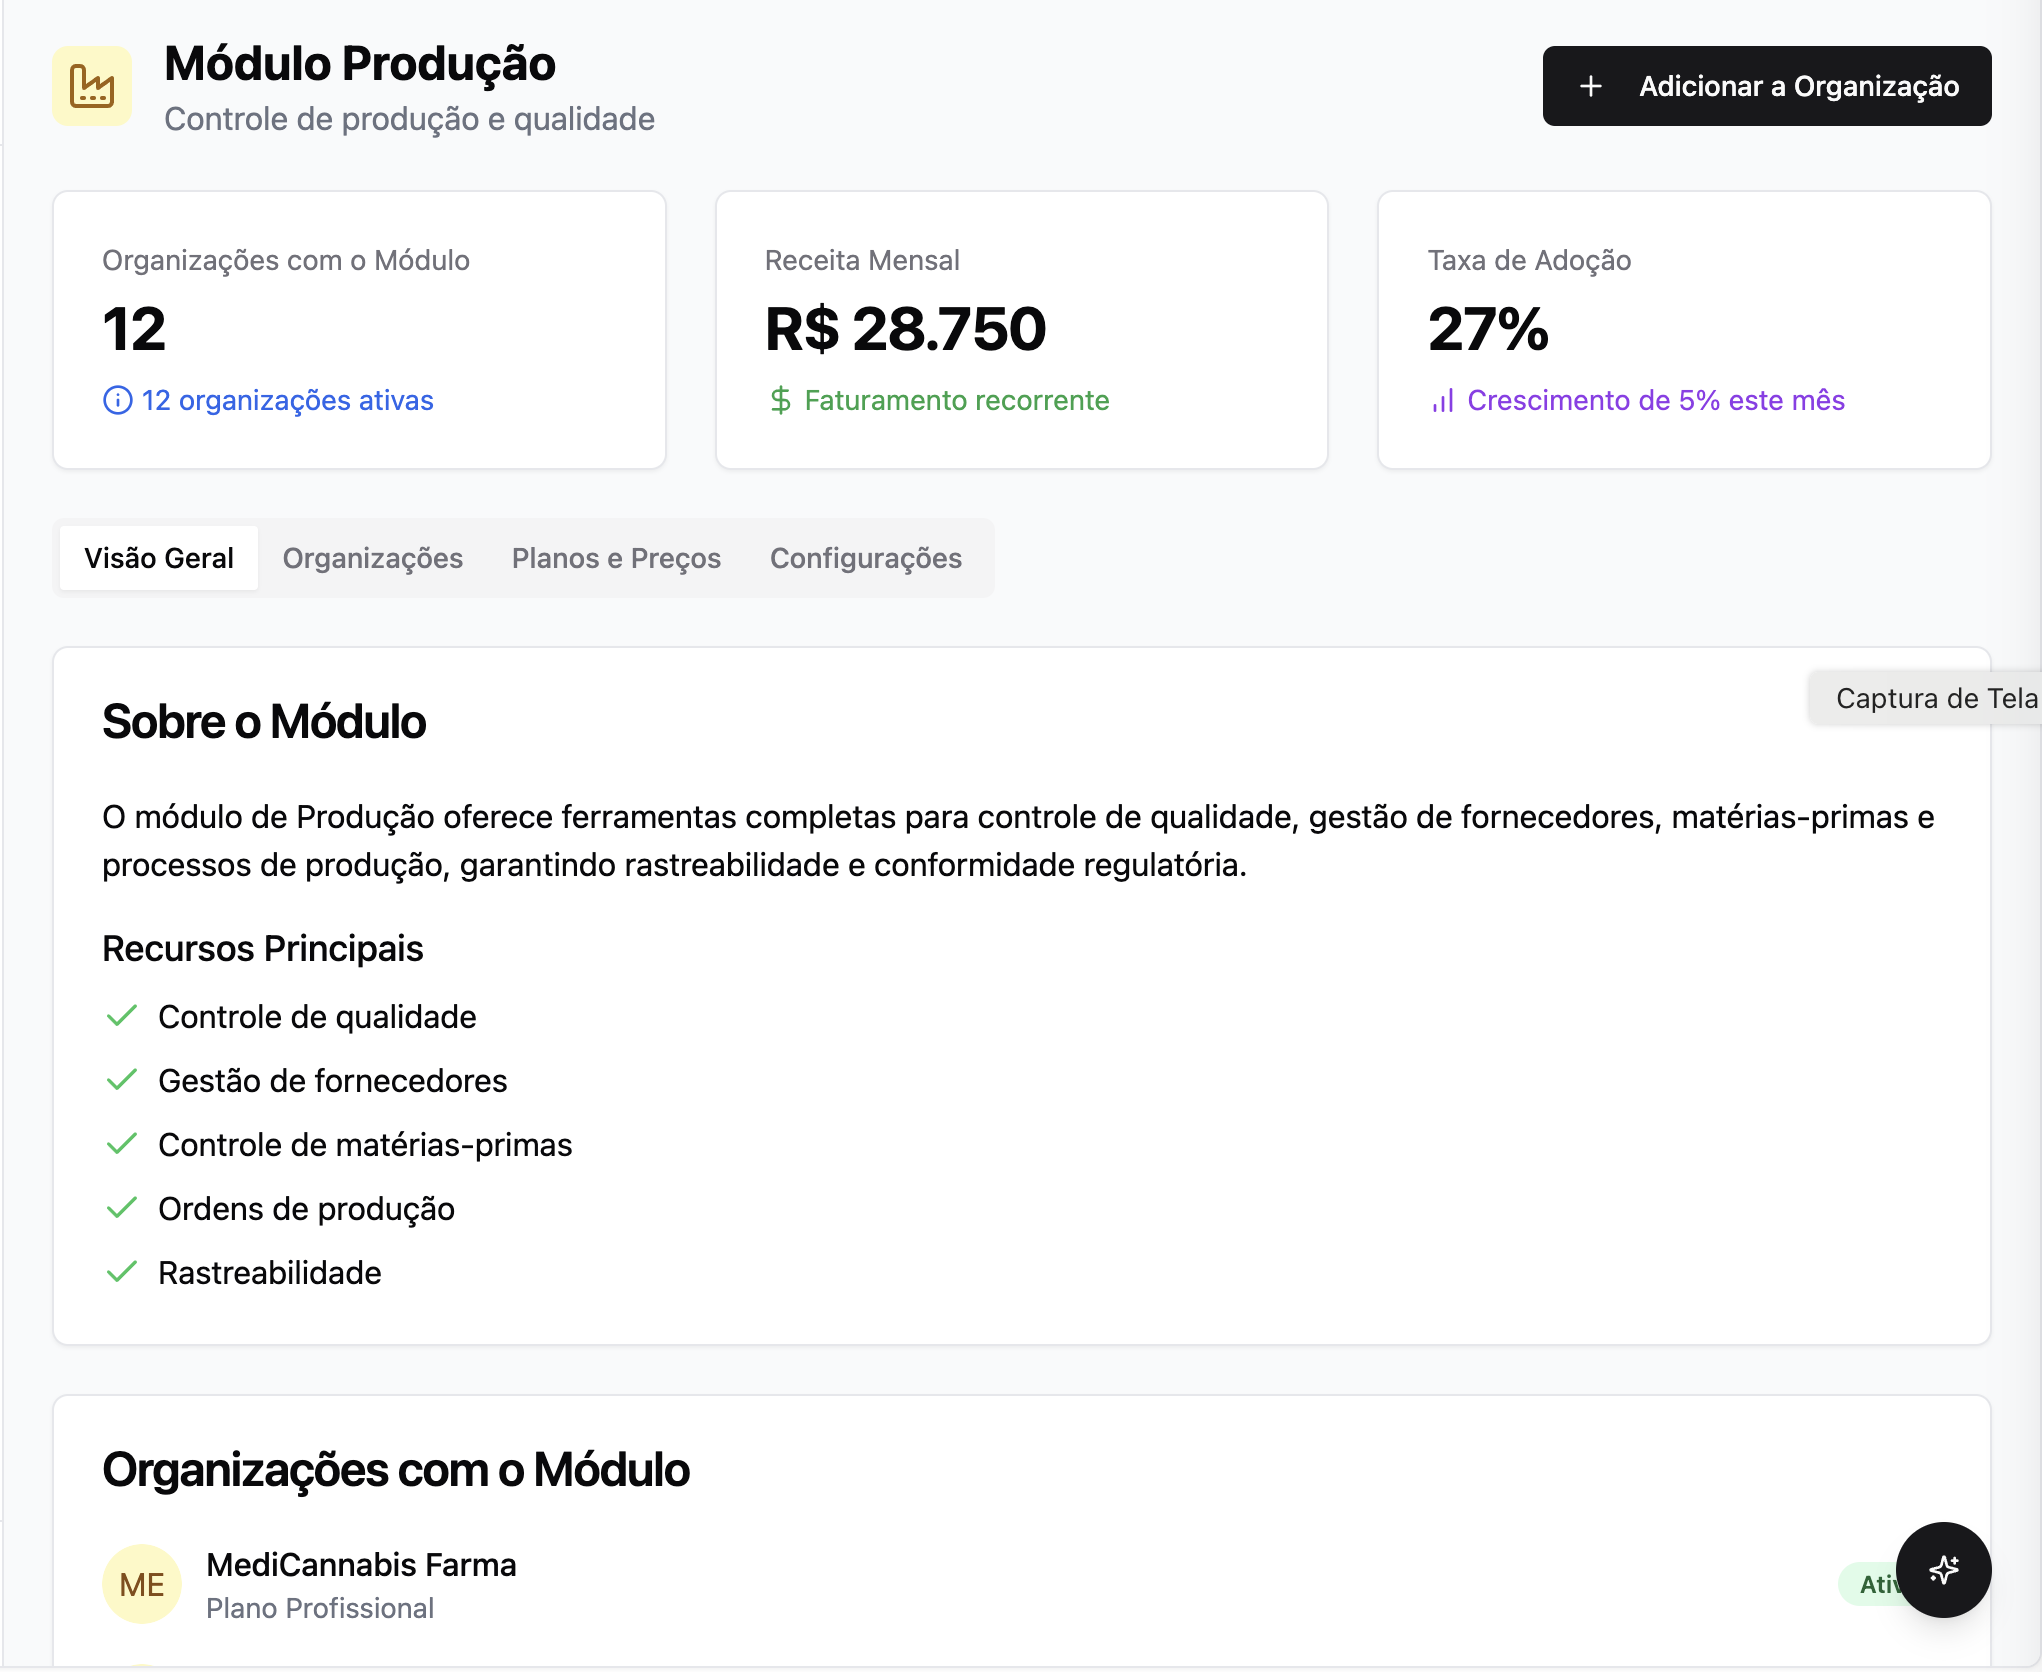 Módulo Produção
Controle de produção e qualidade
Adicionar a Organização
Organizações com o Módulo
12
12 organizações ativas
Receita Mensal
R$ 28.750
Faturamento recorrente
Taxa de Adoção
27%
Crescimento de 5% este mês
Visão Geral
Organizações
Planos e Preços
Configurações
Captura de Tela
Sobre o Módulo
O módulo de Produção oferece ferramentas completas para controle de qualidade, gestão de fornecedores, matérias-primas e
processos de produção, garantindo rastreabilidade e conformidade regulatória.
Recursos Principais
Controle de qualidade
Gestão de fornecedores
Controle de matérias-primas
Ordens de produção
Rastreabilidade
Organizações com o Módulo
ME
MediCannabis Farma
Plano Profissional